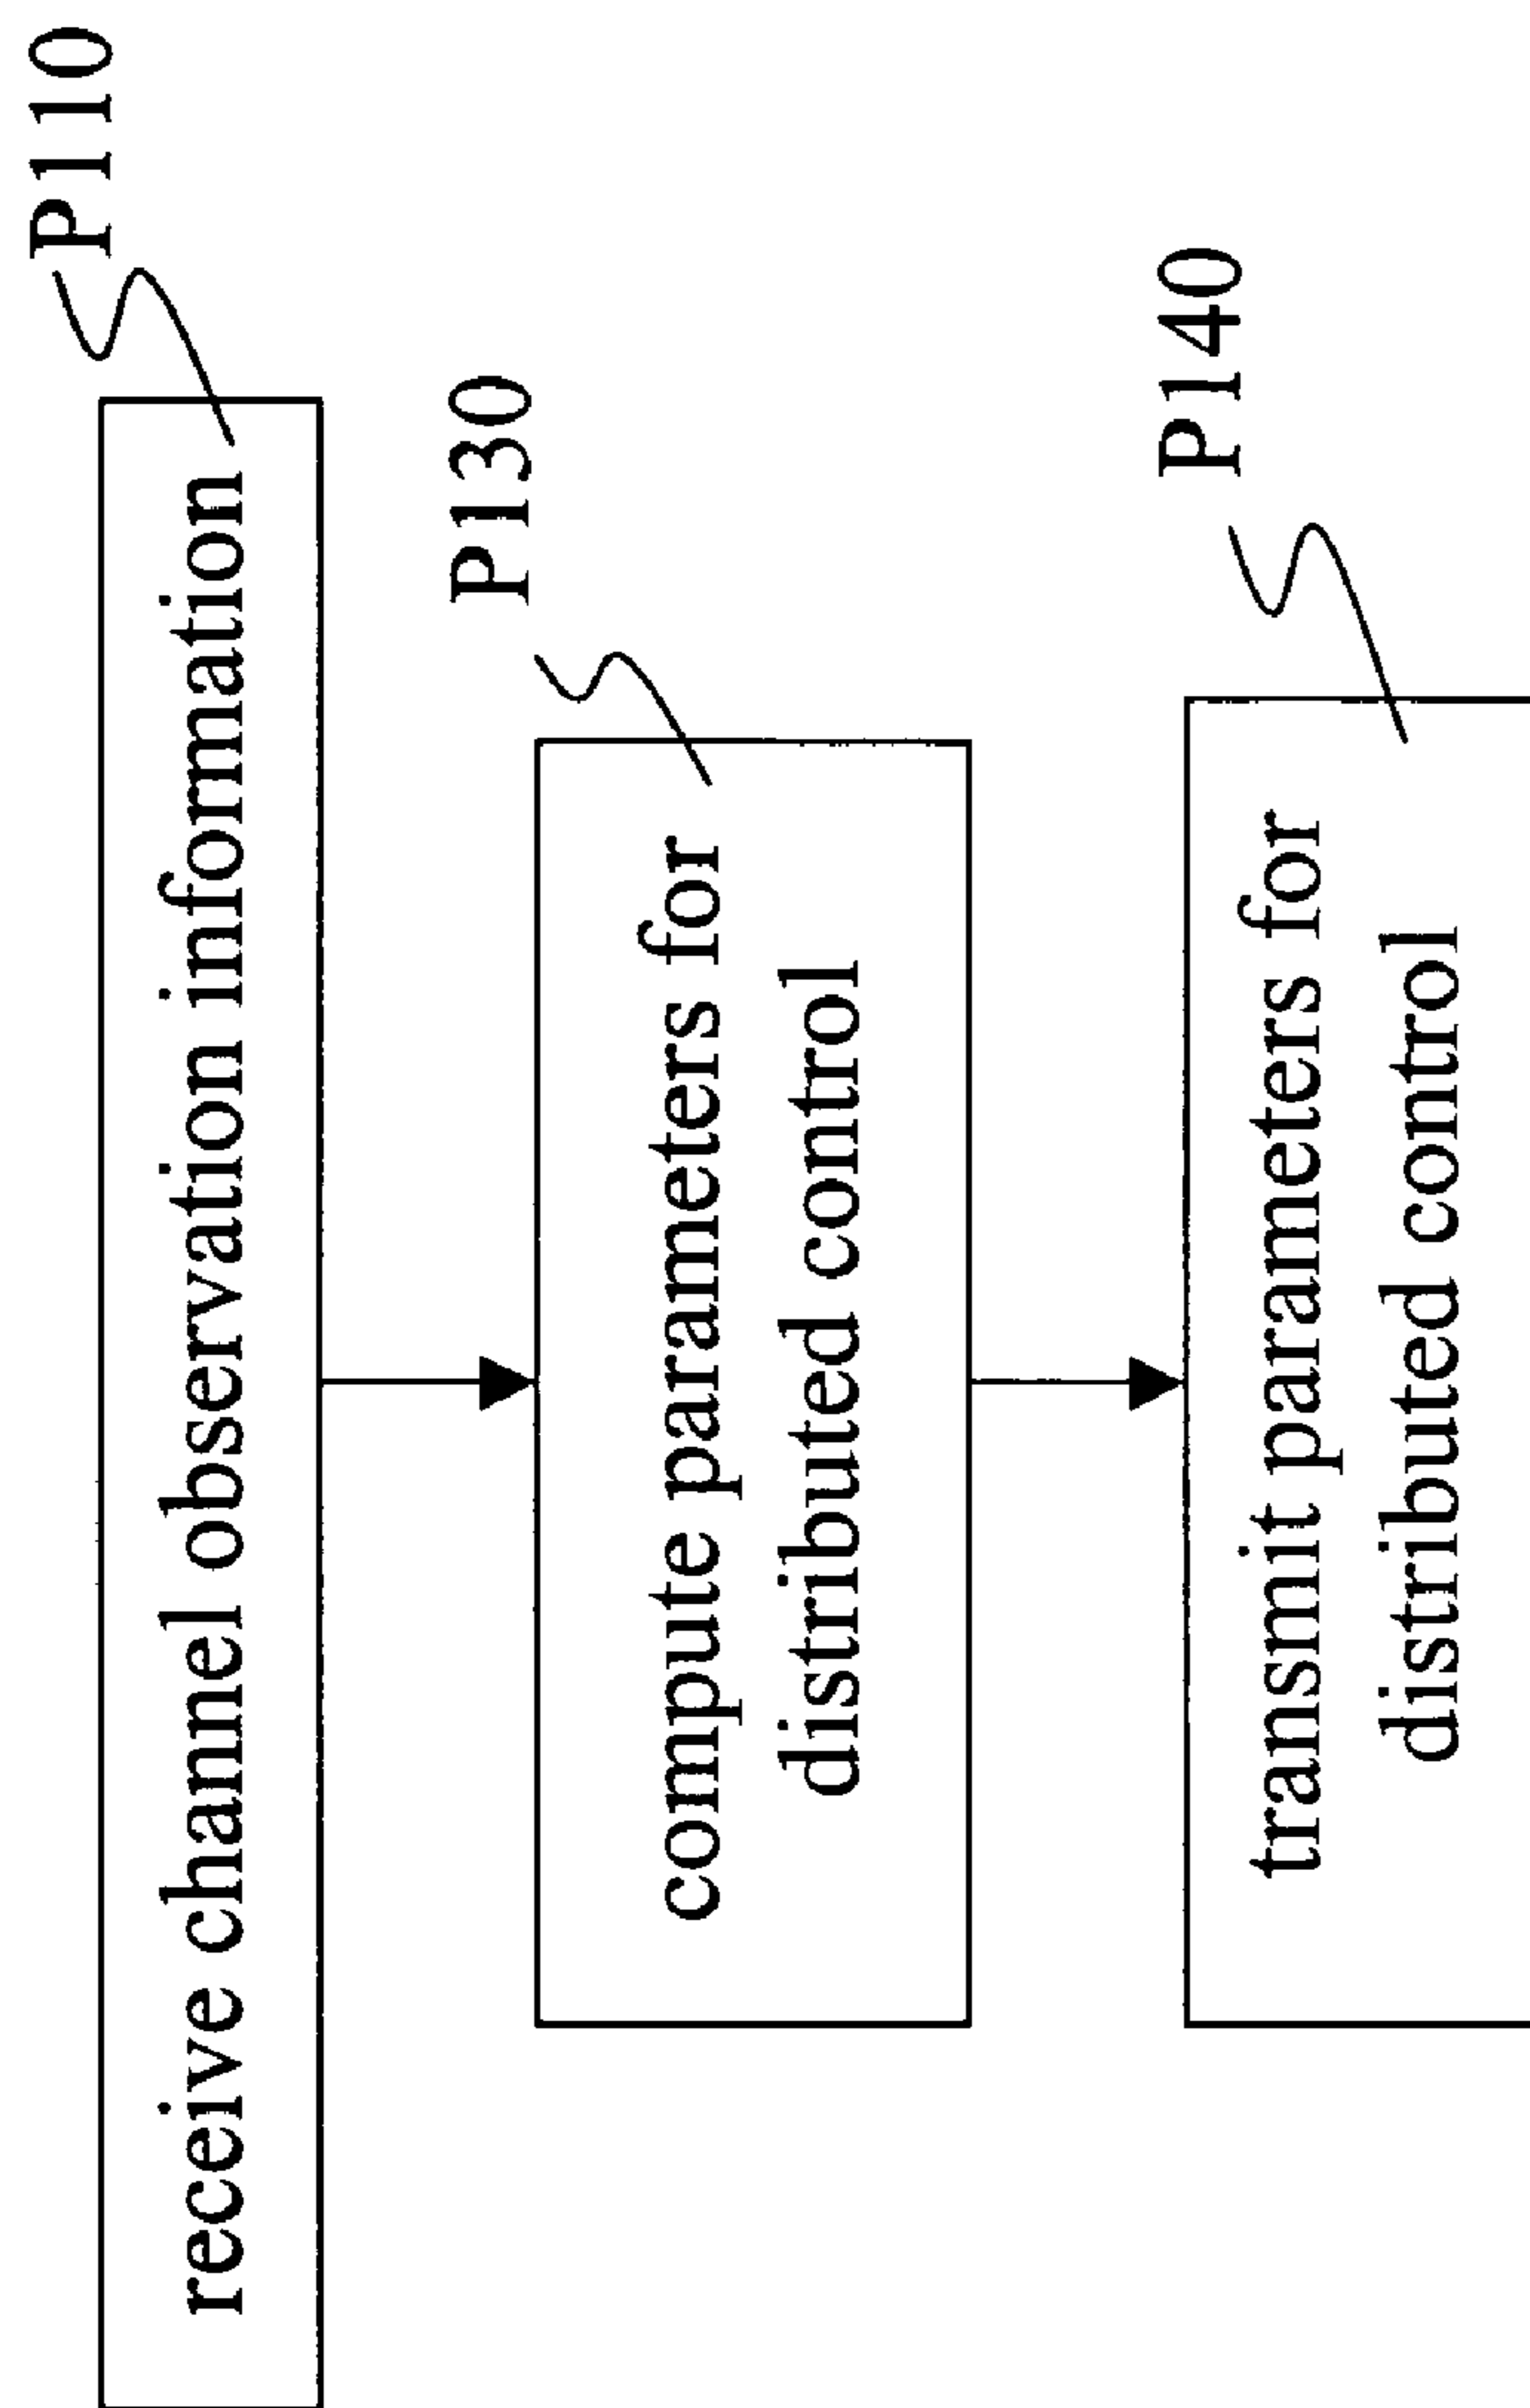 P110
receive channel observation information
P130
compute parameters for
distributed control
P140
transmit parameters for
distributed control